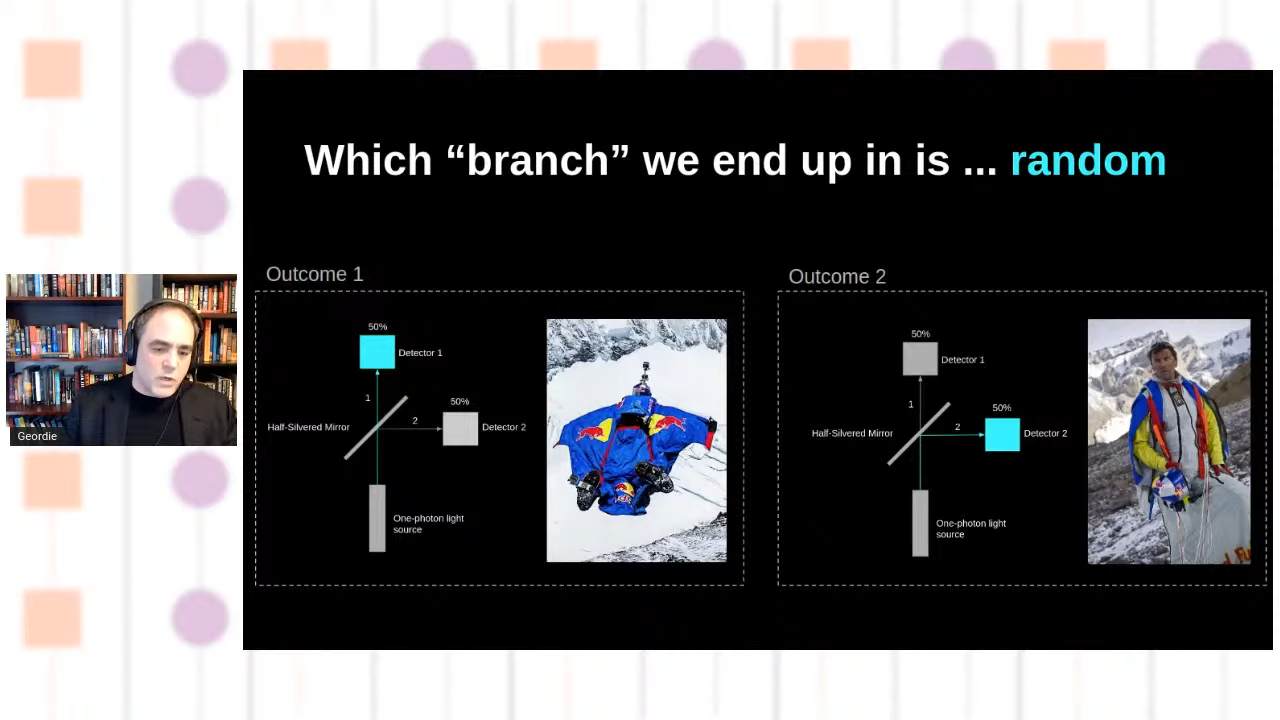 Which “branch” we end up in is ... random
Outcome 1
50%
Detector 1
1
50%
Half-Silvered Mirror
2
Detector 2
One-photon light
source
Outcome 2
50%
Detector 1
1
50%
Half-Silvered Mirror
2
Detector 2
One-photon light
source
Geordie